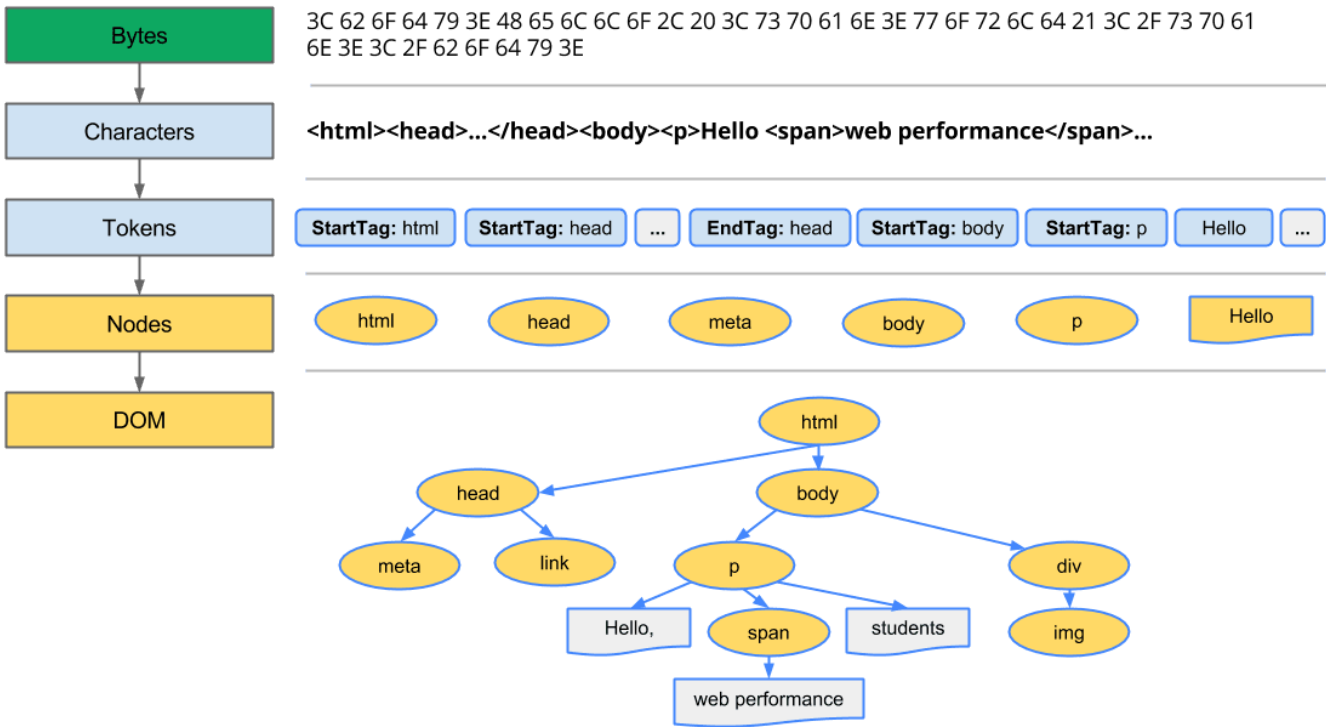 Bytes
3C 62 6F 64 79 3E 48 65 6C 6C 6F 2C 20 3C 73 70 61 6E 3E 77 6F 72 6C 64 21 3C 2F 73 70 61
6E 3E 3C 2F 62 6F 64 79 3E
Characters
<html><head>...</head><body><p>Hello <span>web performance</span>...
Tokens
StartTag: html
StartTag: head
...
EndTag: head
StartTag: body
StartTag: p
Hello
...
Nodes
html
head
meta
body
p
Hello
DOM
html
head
body
meta
link
p
div
Hello,
span
students
img
web performance